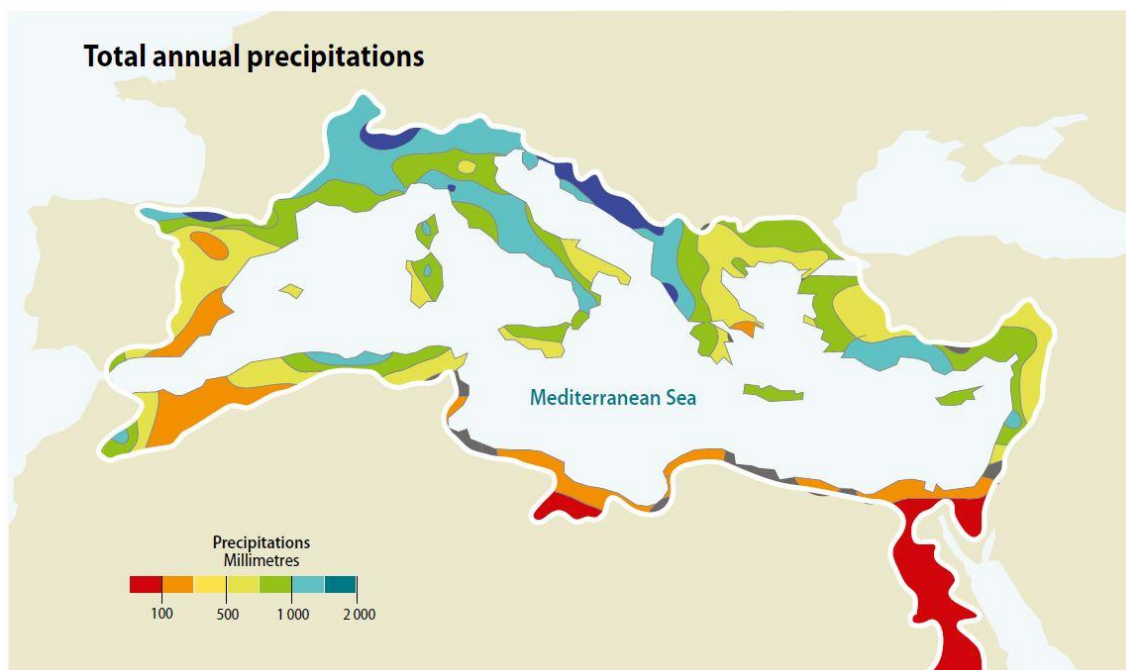 Total annual precipitations
Mediterranean Sea
Precipitations
Millimetres
100 500 1 000 2 000